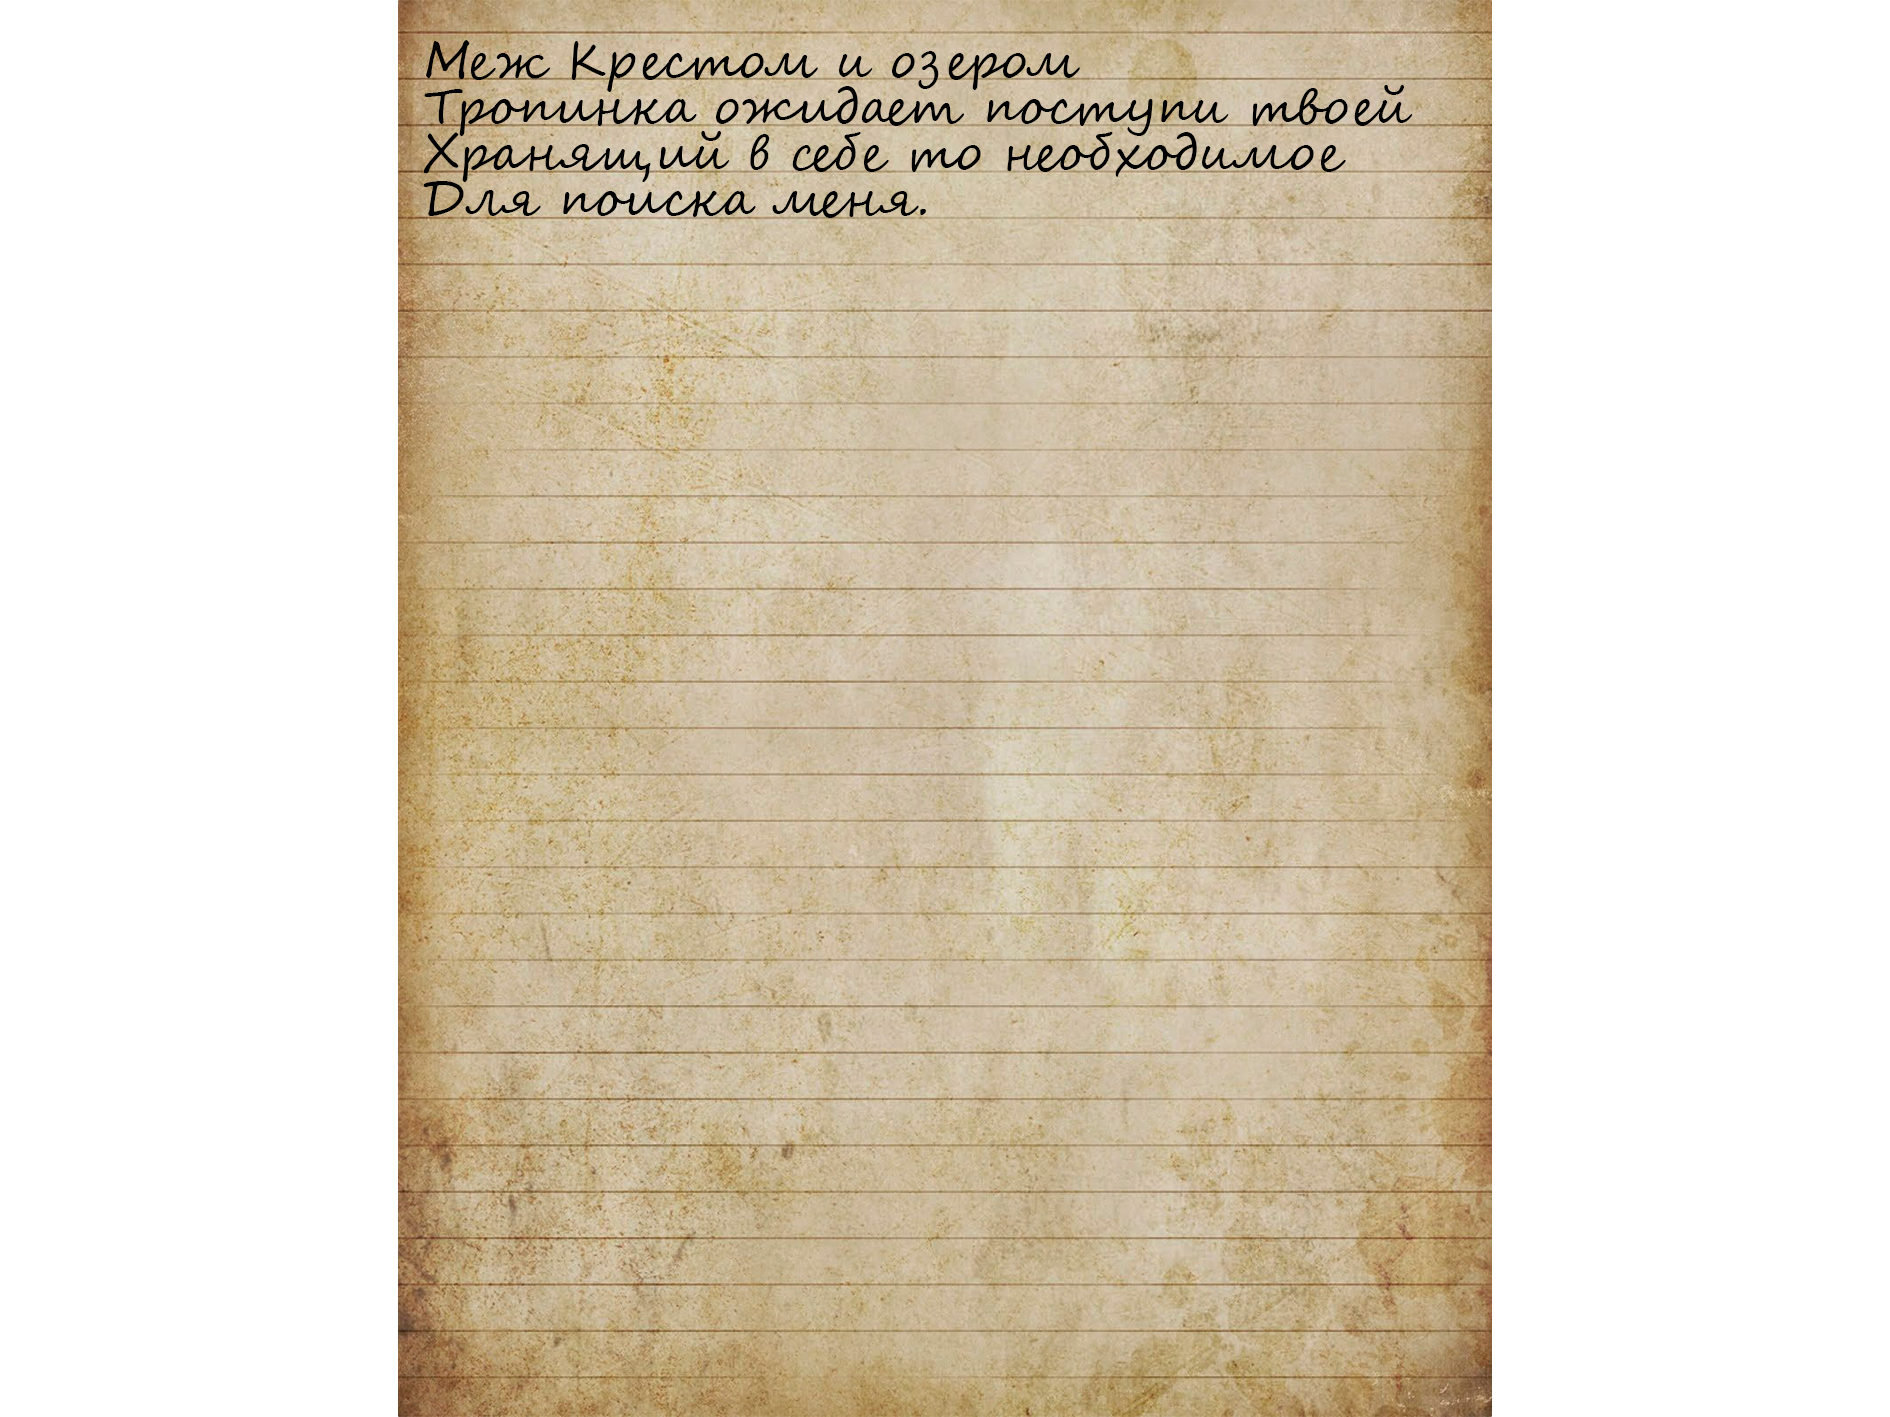 Меж Крестом и озером
Тропинка ожидает поступи твоей
Хранящий в себе то необходимое
Для поиска меня.